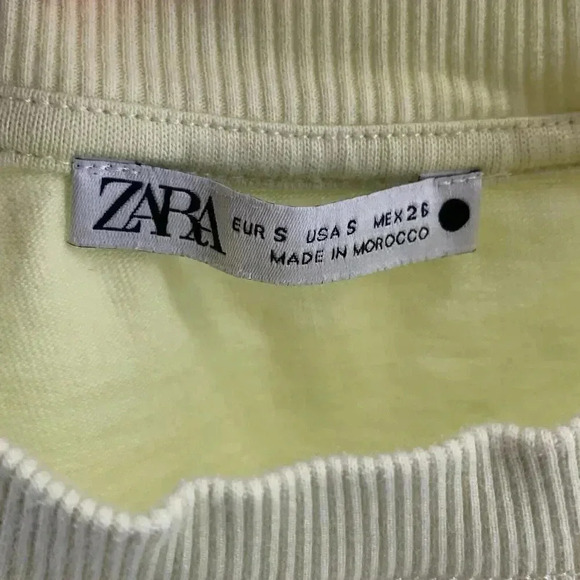 ZARA EUR S USA S MEX 26
MADE IN MOROCCO